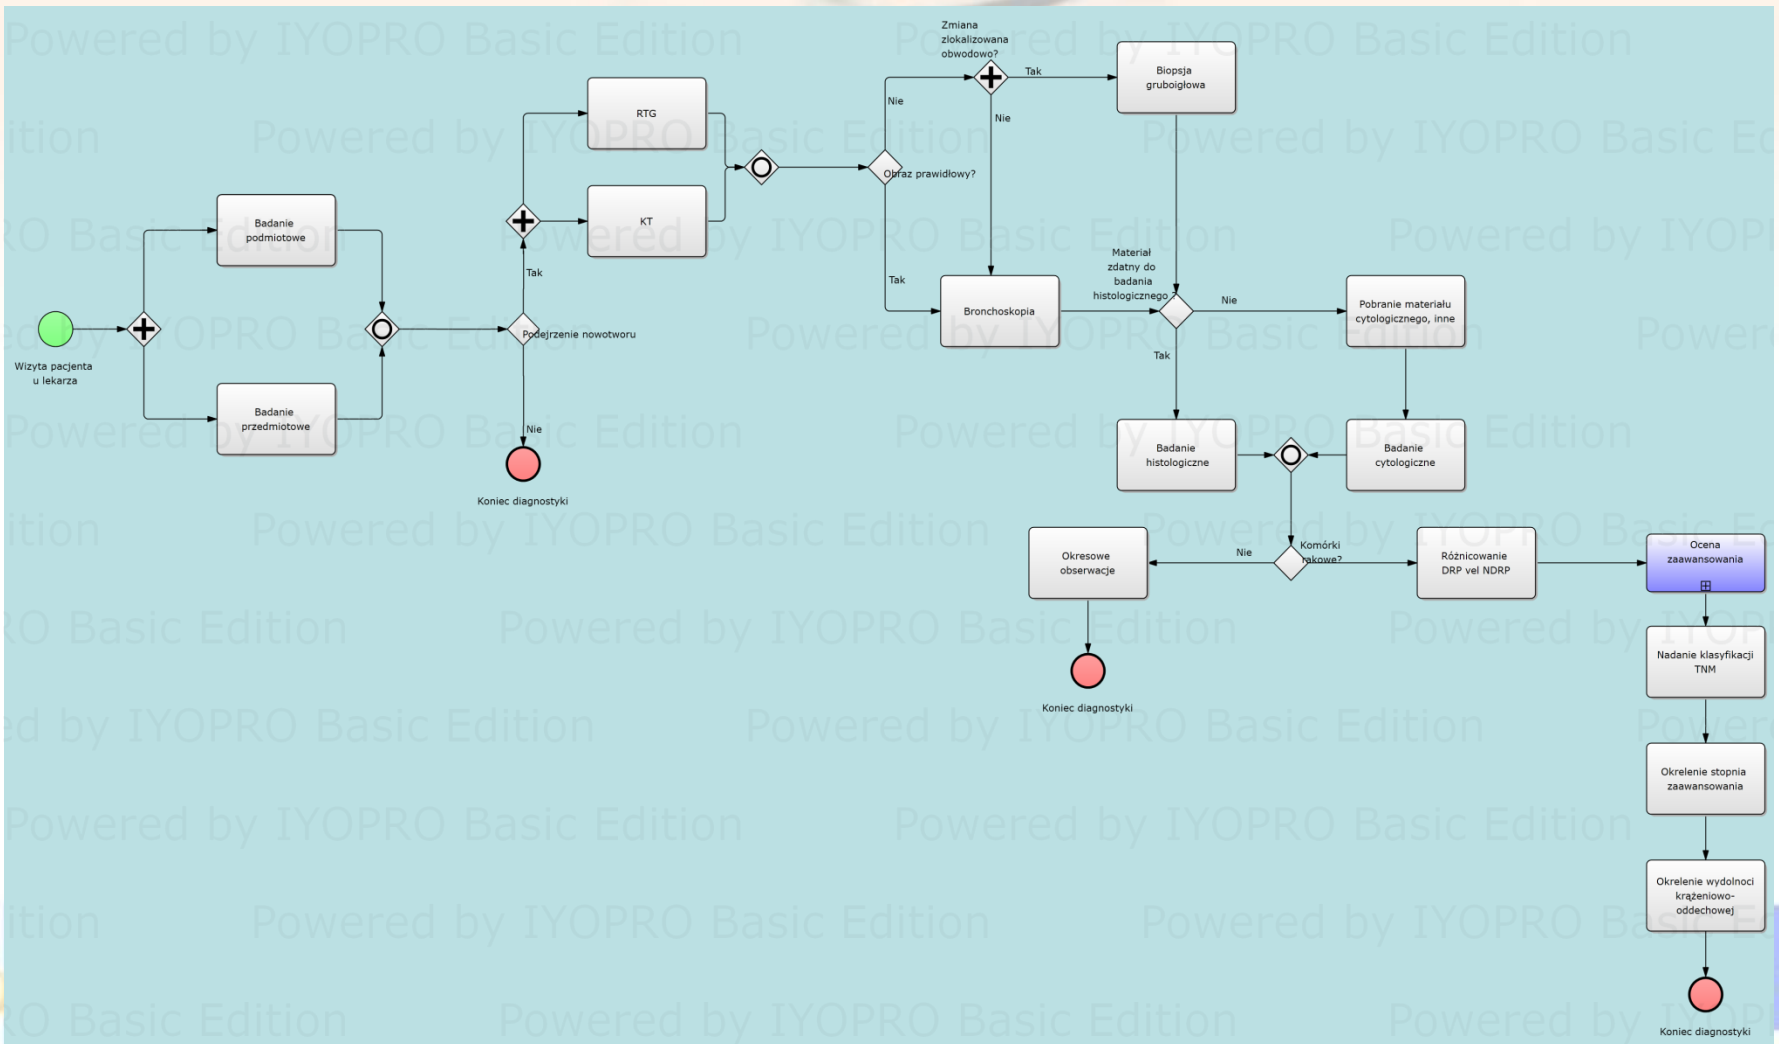 Powered by IYOPRO Basic Edition
Wizyta pacjenta
u lekarza
Badanie
podmiotowe
Badanie
przedmiotowe
Podejrzenie nowotworu
Tak
Nie
Koniec diagnostyki
RTG
KT
Obraz prawidłowy?
Nie
Tak
Zmiana
zlokalizowana
obwodowo?
Tak
Nie
Biopsja
gruboigłowa
Bronchoskopia
Materiał
zdatny do
badania
histologicznego ?
Nie
Tak
Pobranie materiału
cytologicznego, inne
Badanie
histologiczne
Badanie
cytologiczne
Komórki
rakowe?
Nie
Okresowe
obserwacje
Koniec diagnostyki
Różnicowanie
DRP vel NDRP
Ocena
zaawansowania
Nadanie klasyfikacji
TNM
Okrelenie stopnia
zaawansowania
Okrelenie wydolnoci
krążeniowo-
oddechowej
Koniec diagnostyki